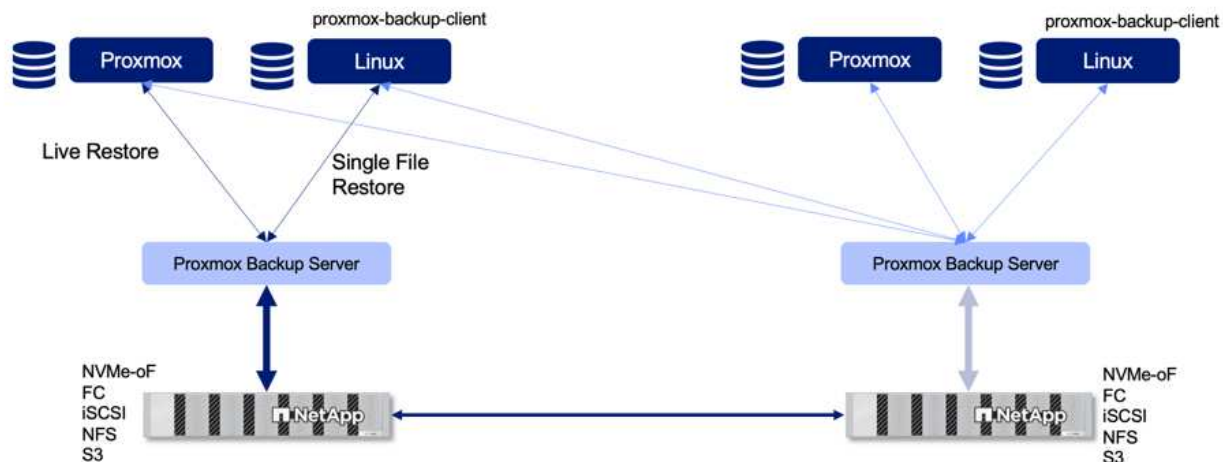 proxmox-backup-client
Proxmox
Linux
Live Restore
Single File
Restore
Proxmox Backup Server
NVMe-oF
FC
iSCSI
NFS
S3
NetApp
proxmox-backup-client
Proxmox
Linux
Proxmox Backup Server
NetApp
NVMe-oF
FC
iSCSI
NFS
S3